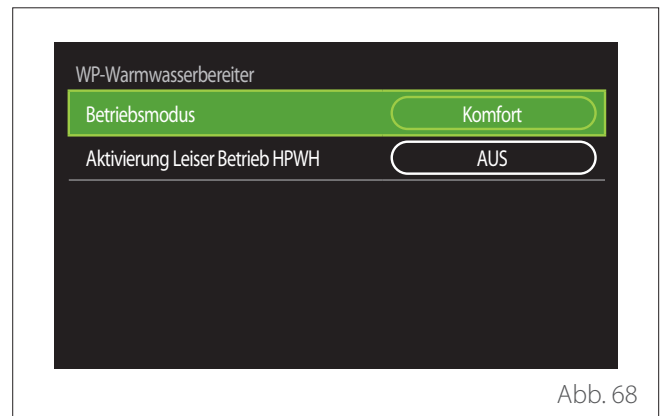 WP-Warmwasserbereiter
Betriebsmodus Komfort
Aktivierung Leiser Betrieb HPWH AUS
Abb. 68